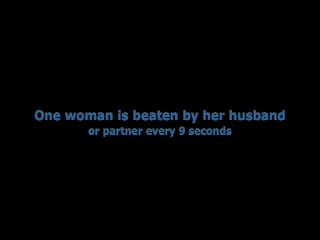 One woman is beaten by her husband
or partner every 9 seconds